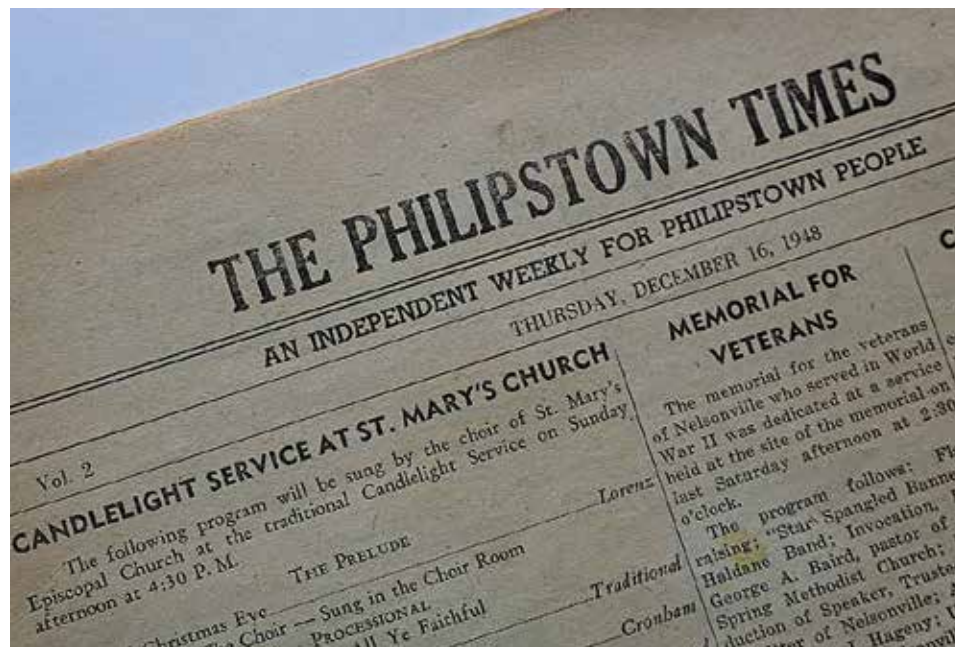 THE PHILIPSTOWN TIMES
AN INDEPENDENT WEEKLY FOR PHILIPSTOWN PEOPLE
Vol. 2
THURSDAY, DECEMBER 16, 1948
CANDLELIGHT SERVICE AT ST. MARY'S CHURCH
The following program will be sung by the choir of St. Mary's
Episcopal Church at the traditional Candlelight Service on Sunday
afternoon at 4:30 P. M.
THE PRELUDE
Christmas Eve Lorenz
Choir — Sung in the Choir Room
PROCESSIONAL Traditional
Ye Faithful
Cronham
MEMORIAL FOR
VETERANS
The memorial for the veterans
of Nelsonville who served in World
War II was dedicated at a service
held at the site of the memorial on
last Saturday afternoon at 2:30
o'clock.
The program follows:
raising; "Star Spangled
Haldane Band; Invocation,
George A. Baird, pastor of
Spring Methodist Church;
of Speaker,
of Nelsonville;
J. Hageny;
C